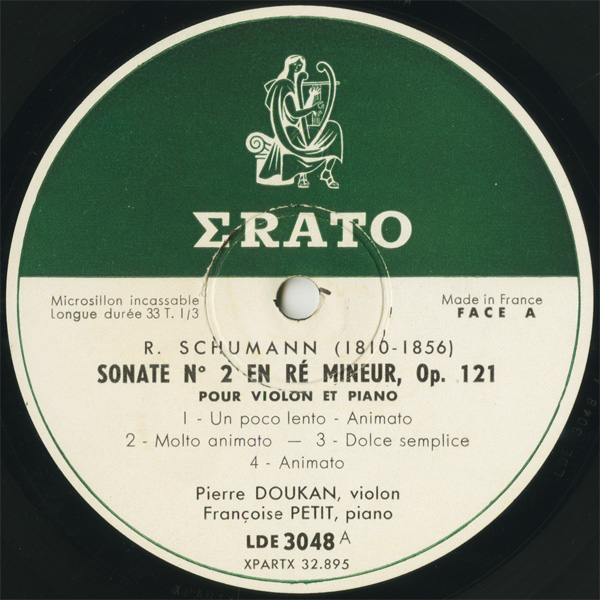 ΣRATO
Microsillon incassable
Longue durée 33 T. 1/3
Made in France
FACE A
R. SCHUMANN (1810-1856)
SONATE N° 2 EN RÉ MINEUR, Op. 121
POUR VIOLON ET PIANO
1 - Un poco lento - Animato
2 - Molto animato — 3 - Dolce semplice
4 - Animato
Pierre DOUKAN, violon
Françoise PETIT, piano
LDE 3048 A
XPARTX 32.895
LDE 3048 A